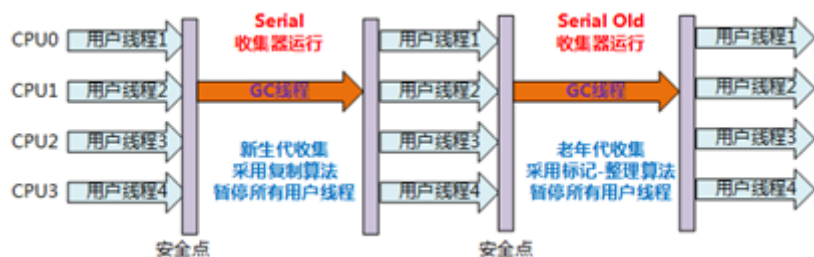 Serial
收集器运行
Serial Old
收集器运行
CPU0 用户线程1 用户线程1 用户线程1
CPU1 用户线程2 GC线程 用户线程2 GC线程 用户线程2
CPU2 用户线程3 用户线程3 用户线程3
CPU3 用户线程4 用户线程4 用户线程4
新生代收集
采用复制算法
暂停所有用户线程
老年代收集
采用标记-整理算法
暂停所有用户线程
安全点 安全点